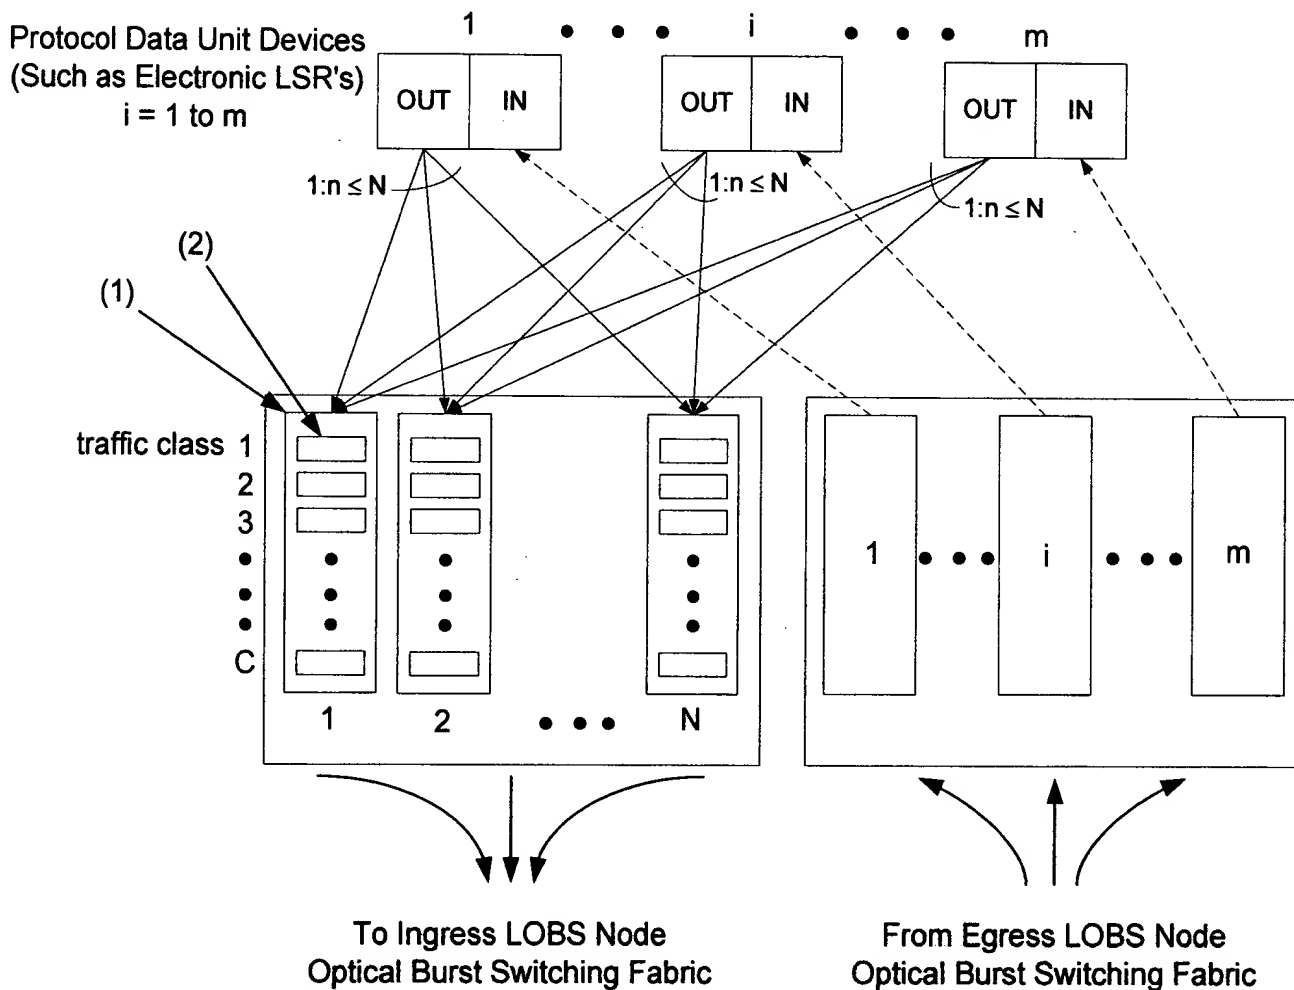 Protocol Data Unit Devices
(Such as Electronic LSR's)
i = 1 to m
1 i m
OUT IN OUT IN OUT IN
1:n ≤ N 1:n ≤ N 1:n ≤ N
(2)
(1)
traffic class 1
2
3
C
1 2 N
1 i m
To Ingress LOBS Node
Optical Burst Switching Fabric
From Egress LOBS Node
Optical Burst Switching Fabric